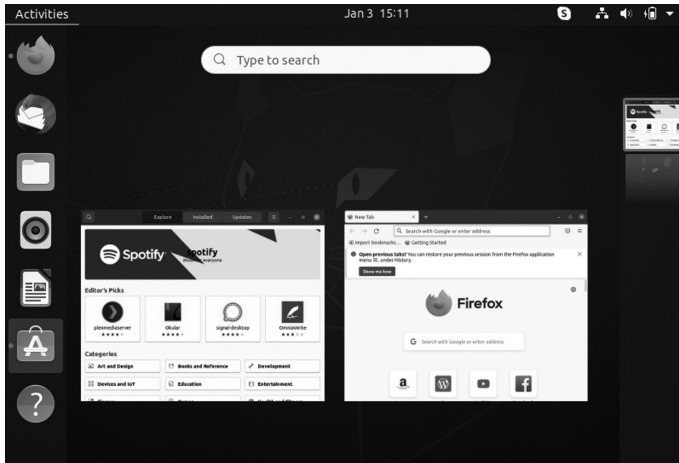 Activities
Jan 3 15:11
Type to search
Explore
Installed
Updates
Spotify
spotify
everyone
Editor's Picks
plexmediaserver
Okular
signal-desktop
OmniaWrite
Categories
Art and Design
Books and Reference
Development
Devices and IoT
Education
Entertainment
New Tab
Search with Google or enter address
Import bookmarks...
Getting Started
Open previous tabs? You can restore your previous session from the Firefox application
menu ☰, under History.
Show me how
Firefox
Search with Google or enter address